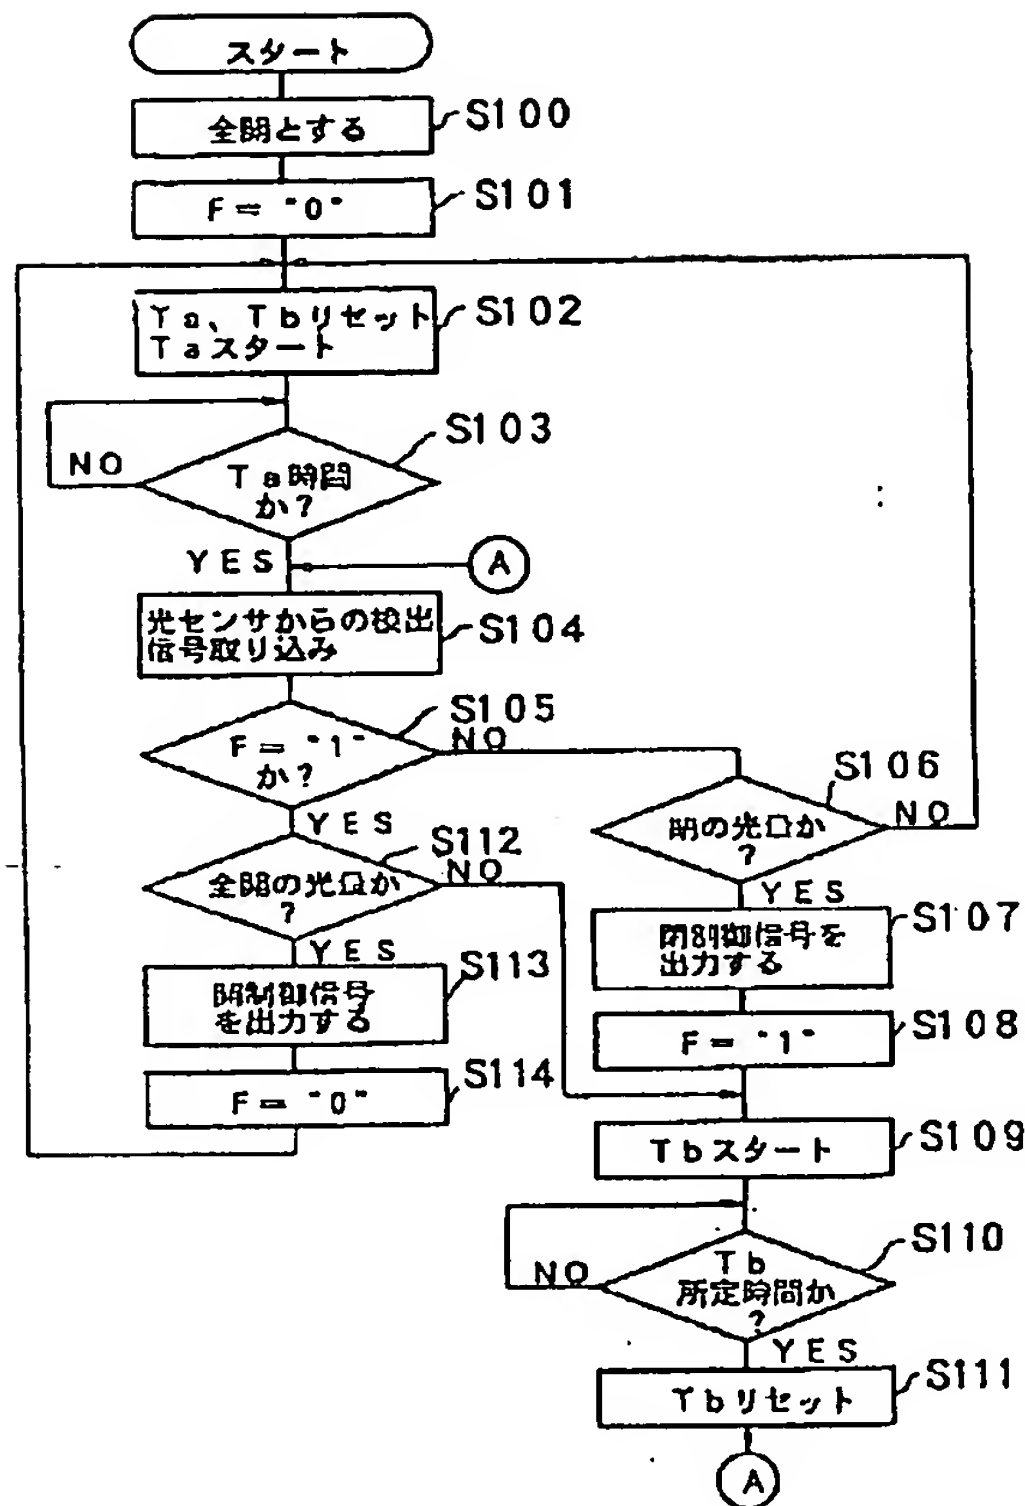 スタート
全開とする
S100
F="0"
S101
Ta、Tbリセット
Taスタート
S102
S103
NO
Ta時間
か?
YES
A
光センサからの検出
信号取り込み
S104
S105
F="1"
か?
NO
YES
S106
の光
か
?
NO
YES
S112
全開の光
か
?
NO
YES
S107
閉制御信号を
出力する
S113
開制御信号
を出力する
S108
F="1"
S114
F="0"
S109
Tbスタート
S110
Tb
所定時間か
?
NO
YES
S111
Tbリセット
A